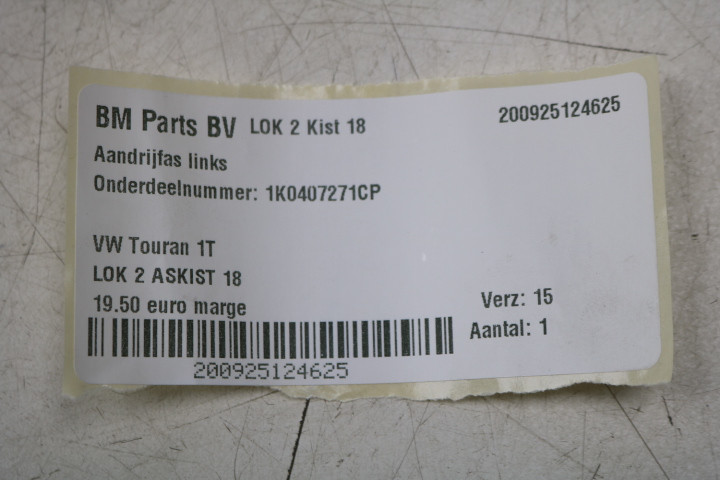 BM Parts BV LOK 2 Kist 18 200925124625
Aandrijfas links
Onderdeelnummer: 1K0407271CP
VW Touran 1T
LOK 2 ASKIST 18
19.50 euro marge Verz: 15
Aantal: 1
200925124625